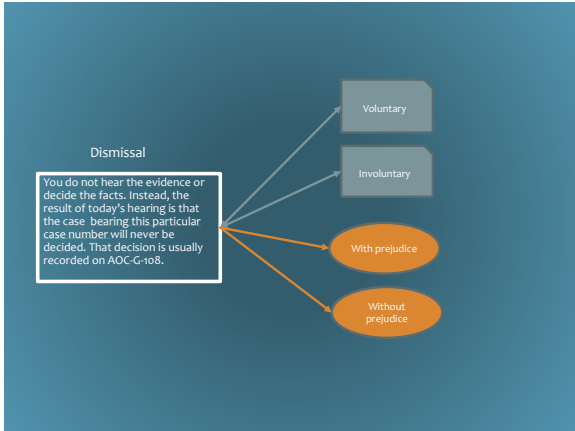 Dismissal
You do not hear the evidence or
decide the facts. Instead, the
result of today's hearing is that
the case bearing this particular
case number will never be
decided. That decision is usually
recorded on AOC-G-108.
Voluntary
Involuntary
With prejudice
Without
prejudice